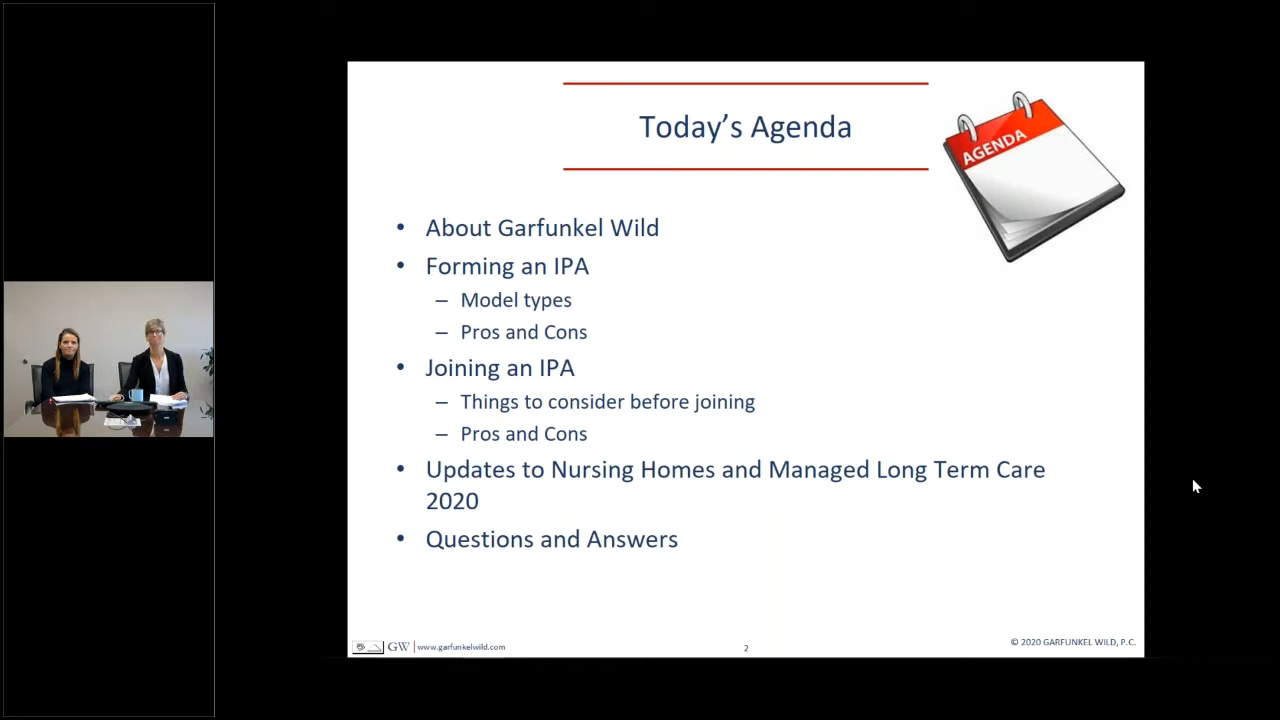 Today's Agenda
AGENDA
• About Garfunkel Wild
• Forming an IPA
– Model types
– Pros and Cons
• Joining an IPA
– Things to consider before joining
– Pros and Cons
• Updates to Nursing Homes and Managed Long Term Care
2020
• Questions and Answers
GW www.garfunkelwild.com
2
© 2020 GARFUNKEL WILD, P.C.